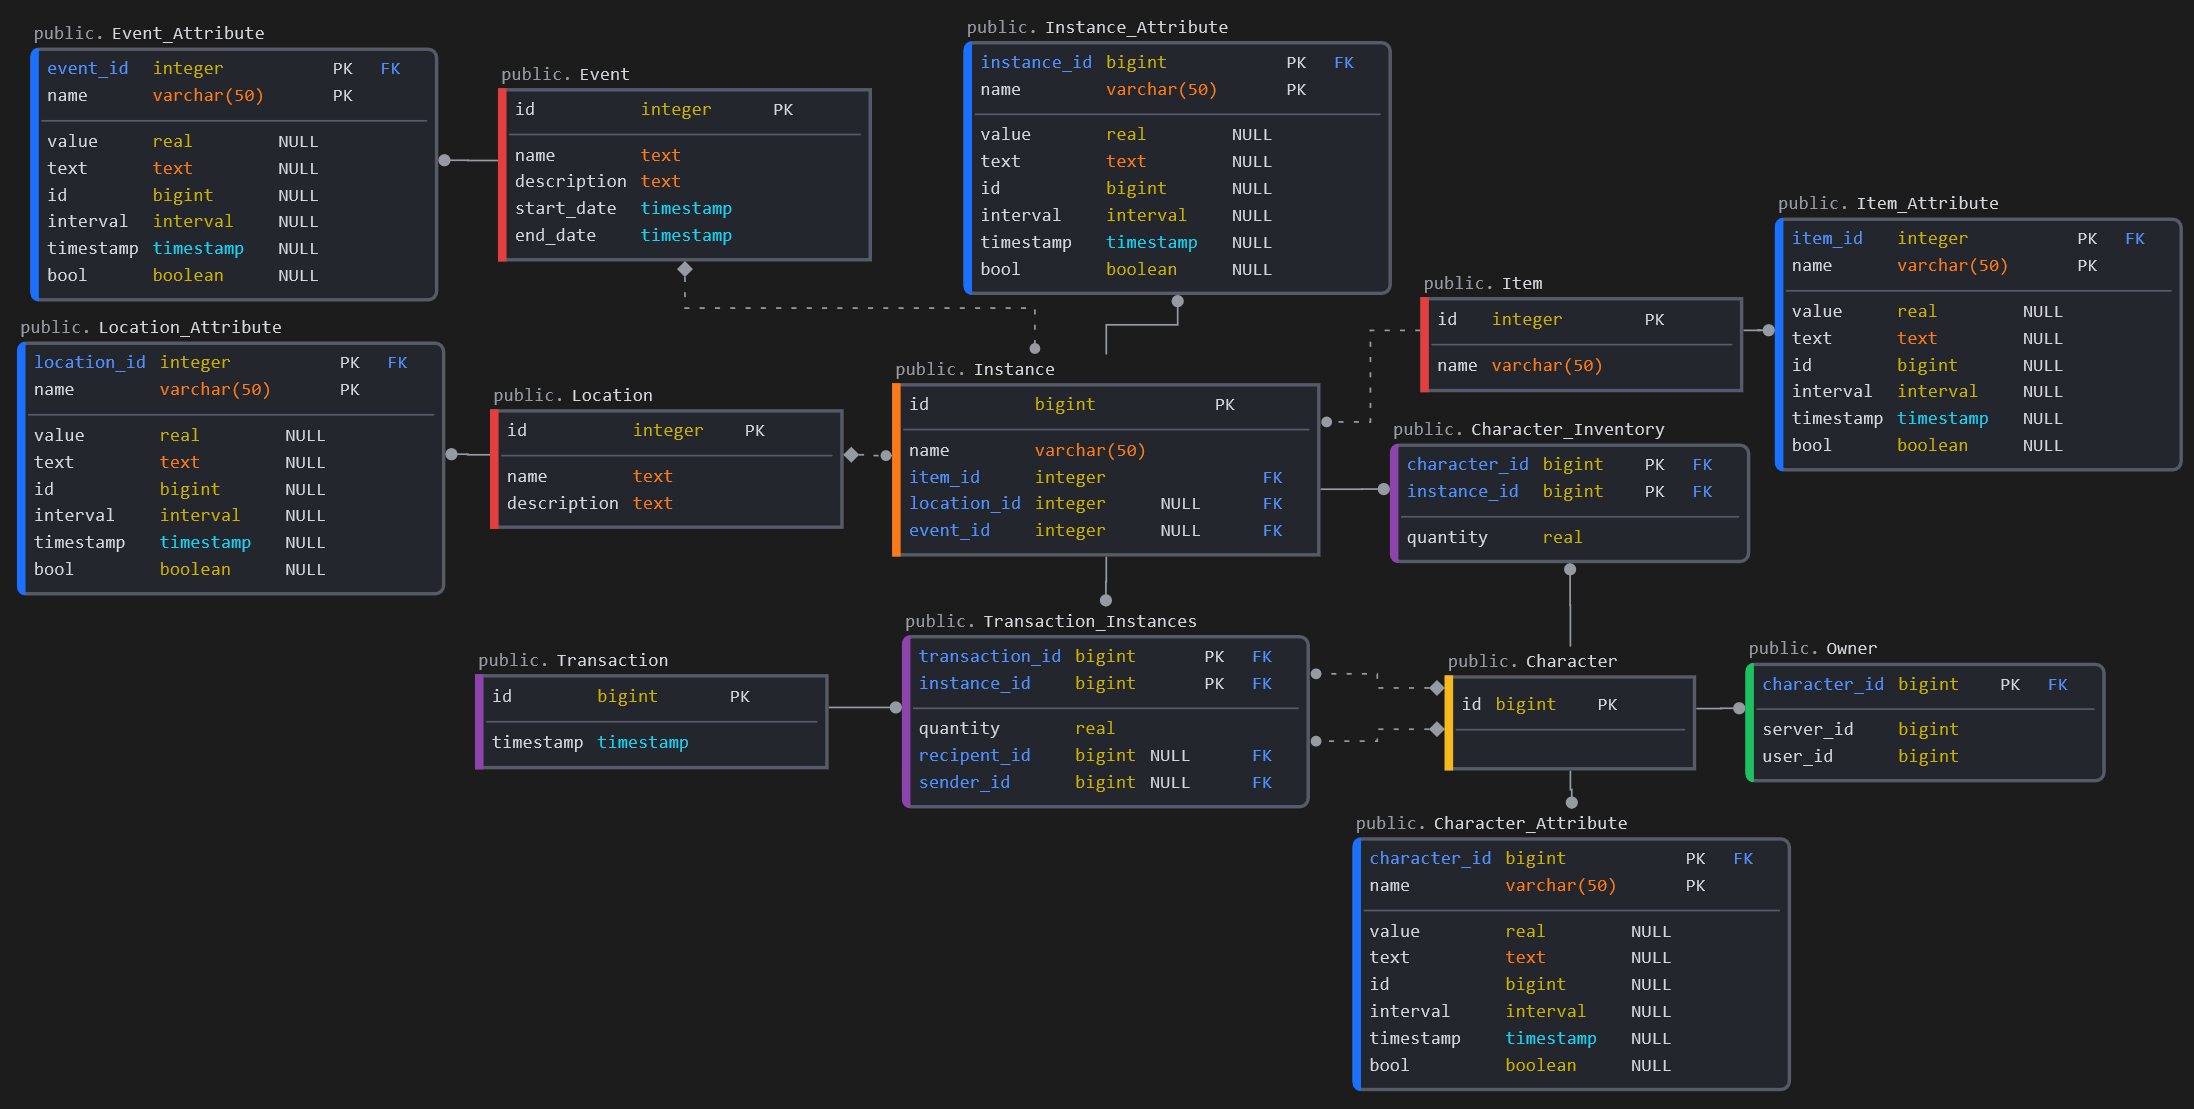 public. Event_Attribute
event_id integer PK FK
name varchar(50) PK
value real NULL
text text NULL
id bigint NULL
interval interval NULL
timestamp timestamp NULL
bool boolean NULL
public. Event
id integer PK
name text
description text
start_date timestamp
end_date timestamp
public. Instance_Attribute
instance_id bigint PK FK
name varchar(50) PK
value real NULL
text text NULL
id bigint NULL
interval interval NULL
timestamp timestamp NULL
bool boolean NULL
public. Item_Attribute
item_id integer PK FK
name varchar(50) PK
value real NULL
text text NULL
id bigint NULL
interval interval NULL
timestamp timestamp NULL
bool boolean NULL
public. Item
id integer PK
name varchar(50)
public. Location_Attribute
location_id integer PK FK
name varchar(50) PK
value real NULL
text text NULL
id bigint NULL
interval interval NULL
timestamp timestamp NULL
bool boolean NULL
public. Location
id integer PK
name text
description text
public. Instance
id bigint PK
name varchar(50)
item_id integer FK
location_id integer NULL FK
event_id integer NULL FK
public. Character_Inventory
character_id bigint PK FK
instance_id bigint PK FK
quantity real
public. Transaction
id bigint PK
timestamp timestamp
public. Transaction_Instances
transaction_id bigint PK FK
instance_id bigint PK FK
quantity real
recipent_id bigint NULL FK
sender_id bigint NULL FK
public. Character
id bigint PK
public. Owner
character_id bigint PK FK
server_id bigint
user_id bigint
public. Character_Attribute
character_id bigint PK FK
name varchar(50) PK
value real NULL
text text NULL
id bigint NULL
interval interval NULL
timestamp timestamp NULL
bool boolean NULL